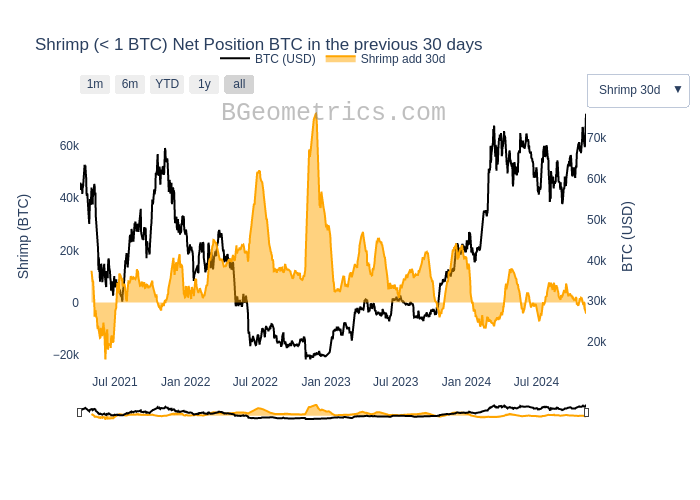 Shrimp (< 1 BTC) Net Position BTC in the previous 30 days
BTC (USD) Shrimp add 30d
1m 6m YTD 1y all
Shrimp 30d ▼
BGeometrics.com
60k
40k
20k
0
−20k
Shrimp (BTC)
70k
60k
50k
40k
30k
20k
BTC (USD)
Jul 2021 Jan 2022 Jul 2022 Jan 2023 Jul 2023 Jan 2024 Jul 2024